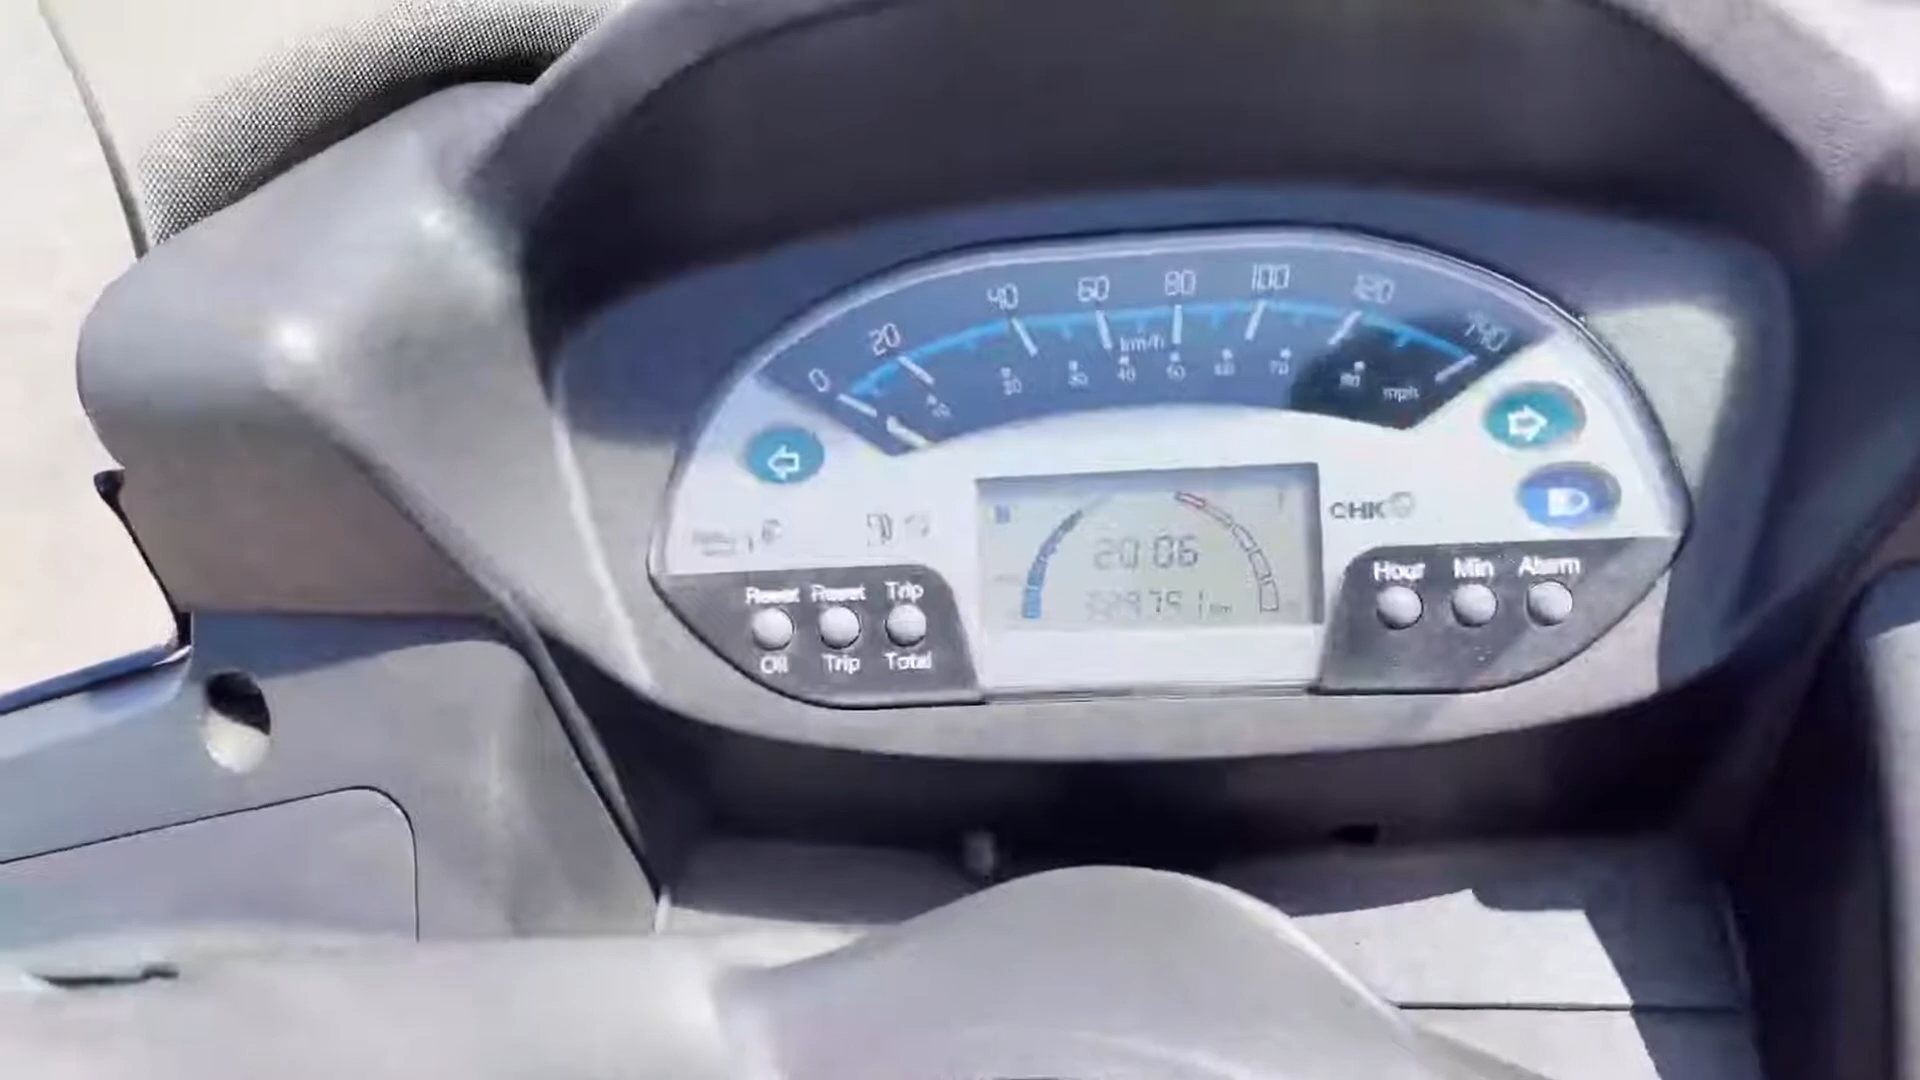 0 20 40 60 80 100 120 140
km/h
10 20 30 40 50 60 70 80 mph
CHK
20:06
Reset Reset Trip
Oil Trip Total
Hour Min Alarm